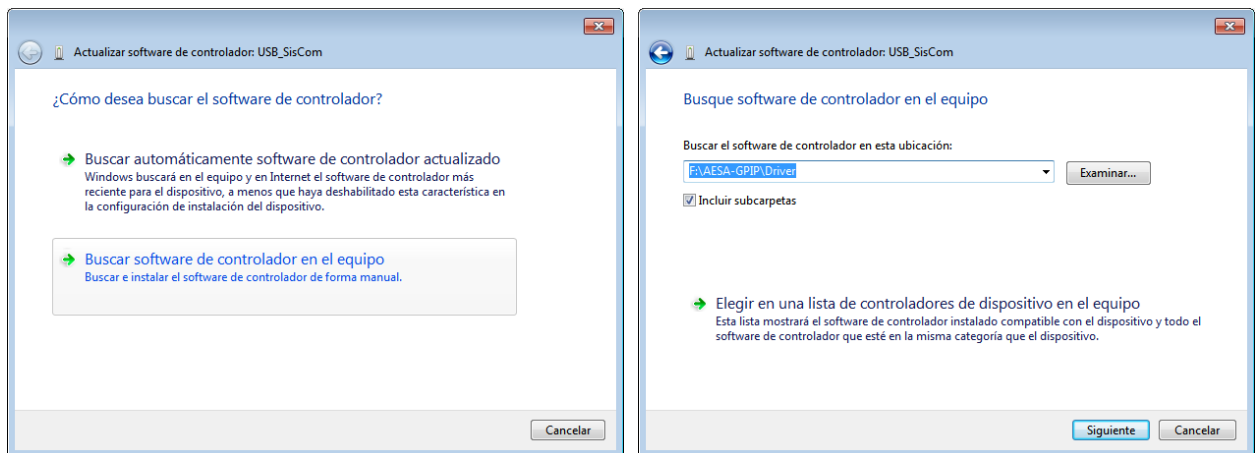 Actualizar software de controlador: USB_SisCom
¿Cómo desea buscar el software de controlador?
Buscar automáticamente software de controlador actualizado
Windows buscará en el equipo y en Internet el software de controlador más
reciente para el dispositivo, a menos que haya deshabilitado esta característica en
la configuración de instalación del dispositivo.
Buscar software de controlador en el equipo
Buscar e instalar el software de controlador de forma manual.
Cancelar
Actualizar software de controlador: USB_SisCom
Busque software de controlador en el equipo
Buscar el software de controlador en esta ubicación:
F:\AESA-GPIP\Driver
Examinar...
Incluir subcarpetas
Elegir en una lista de controladores de dispositivo en el equipo
Esta lista mostrará el software de controlador instalado compatible con el dispositivo y todo el
software de controlador que esté en la misma categoría que el dispositivo.
Siguiente
Cancelar